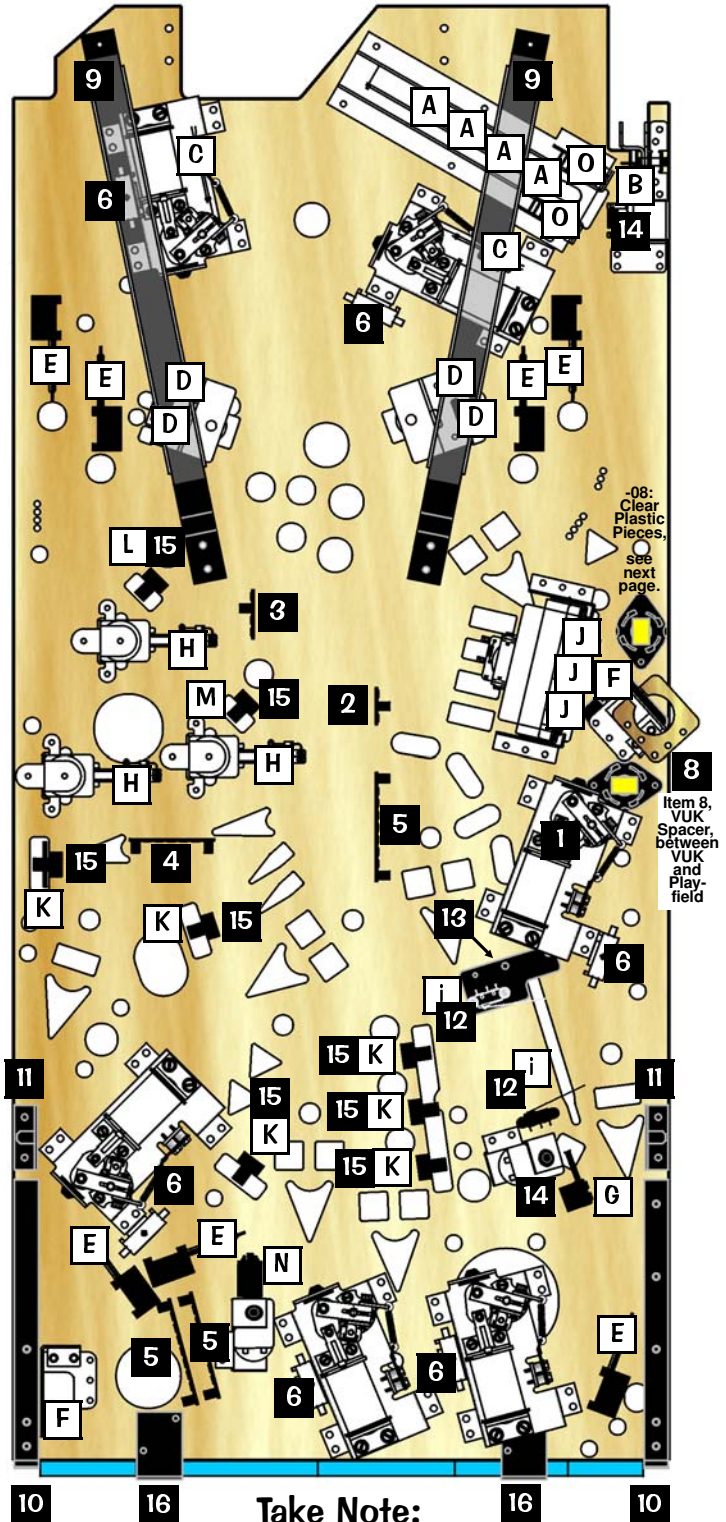 9
9
A
A
A
A
O
O
C
C
B
14
6
6
E
E
E
E
D
D
D
D
-08:
Clear
Plastic
Pieces,
see
next
page.
L 15
3
H
M 15
2
H
H
J
J
J
F
8
Item 8,
VUK
Spacer,
between
VUK
and
Play-
field
5
1
15
4
K
K
15
13
6
i
12
15 K
i
12
11
11
15
K
15 K
15 K
6
14
G
E
E
N
5
5
E
6
6
F
10
16
Take Note:
16
10